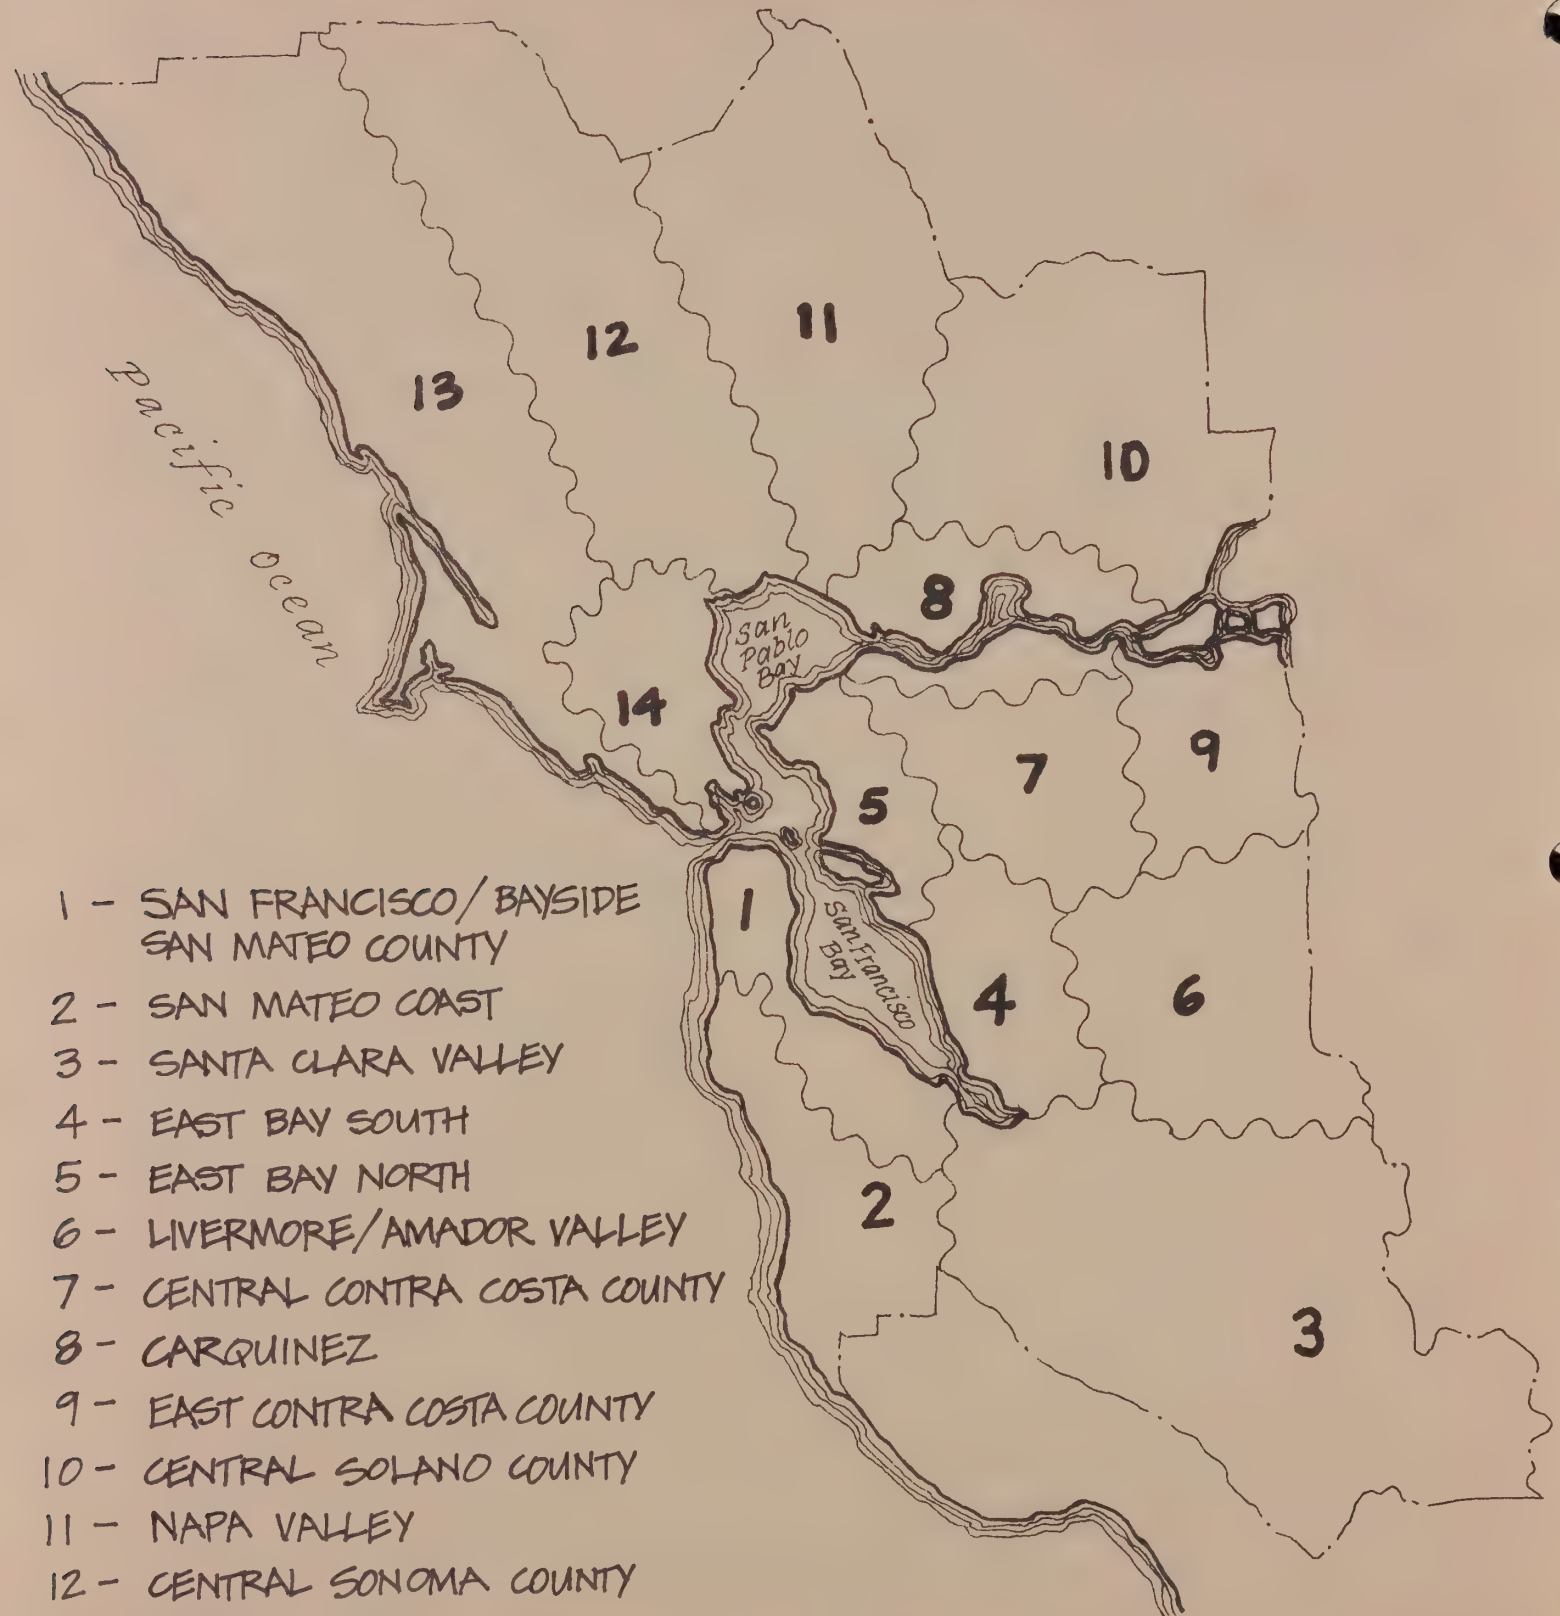 12
11
13
10
Pacific Ocean
8
San
Pablo
Bay
14
9
7
5
1
San Francisco
Bay
4
6
2
3
1 - SAN FRANCISCO/BAYSIDE
SAN MATEO COUNTY
2 - SAN MATEO COAST
3 - SANTA CLARA VALLEY
4 - EAST BAY SOUTH
5 - EAST BAY NORTH
6 - LIVERMORE/AMADOR VALLEY
7 - CENTRAL CONTRA COSTA COUNTY
8 - CARQUINEZ
9 - EAST CONTRA COSTA COUNTY
10 - CENTRAL SOLANO COUNTY
11 - NAPA VALLEY
12 - CENTRAL SONOMA COUNTY